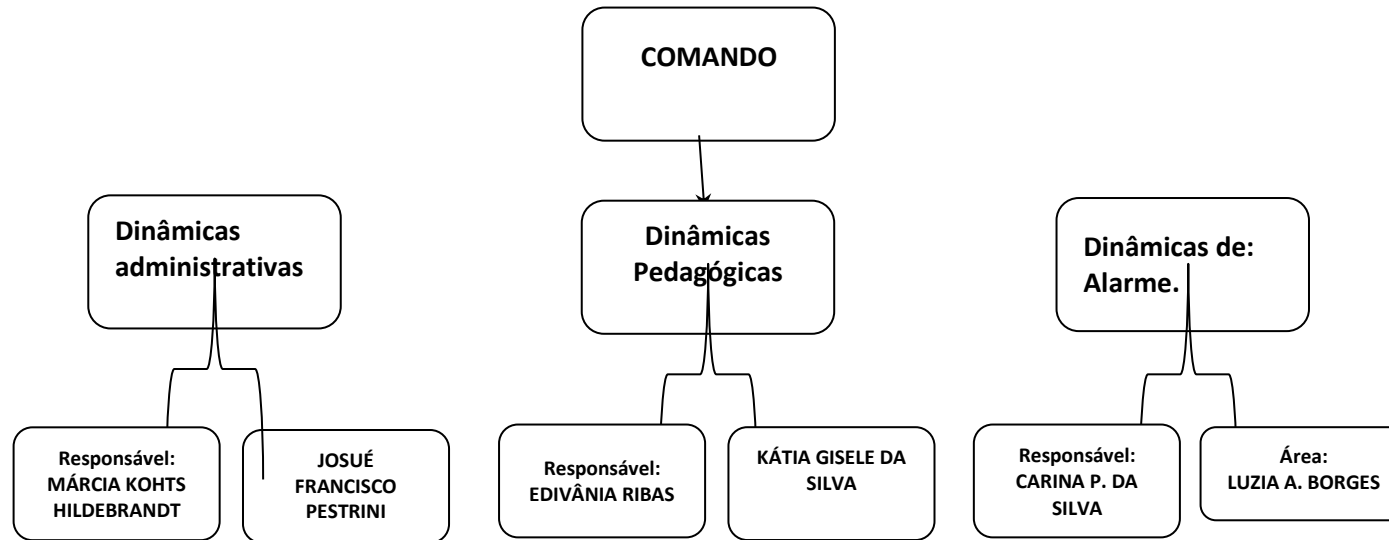 COMANDO
Dinâmicas
administrativas
Dinâmicas
Pedagógicas
Dinâmicas de:
Alarme.
Responsável:
MÁRCIA KOHTS
HILDEBRANDT
JOSUÉ
FRANCISCO
PESTRINI
Responsável:
EDIVÂNIA RIBAS
KÁTIA GISELE DA
SILVA
Responsável:
CARINA P. DA
SILVA
Área:
LUZIA A. BORGES